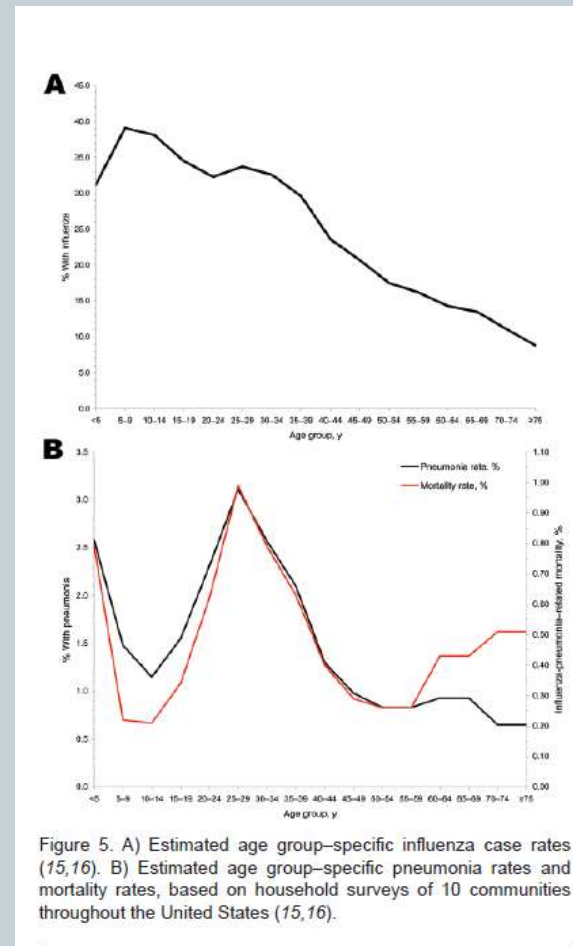 A
45.0
40.0
35.0
30.0
25.0
20.0
15.0
10.0
0.0
% With influenza
<5 5–9 10–14 15–19 20–24 25–29 30–34 35–39 40–44 45–49 50–54 55–59 60–64 65–69 70–74 ≥75
Age group, y
B
3.5
3.0
2.5
2.0
1.5
1.0
0.5
0.0
% With pneumonia
Pneumonia rate, %
Mortality rate, %
1.10
1.00
0.90
0.80
0.70
0.60
0.50
0.40
0.30
0.20
0.10
0.00
Influenza-pneumonia–related mortality, %
<5 5–9 10–14 15–19 20–24 25–29 30–34 35–39 40–44 45–49 50–54 55–59 60–64 65–69 70–74 ≥75
Age group, y
Figure 5. A) Estimated age group–specific influenza case rates
(15,16). B) Estimated age group–specific pneumonia rates and
mortality rates, based on household surveys of 10 communities
throughout the United States (15,16).